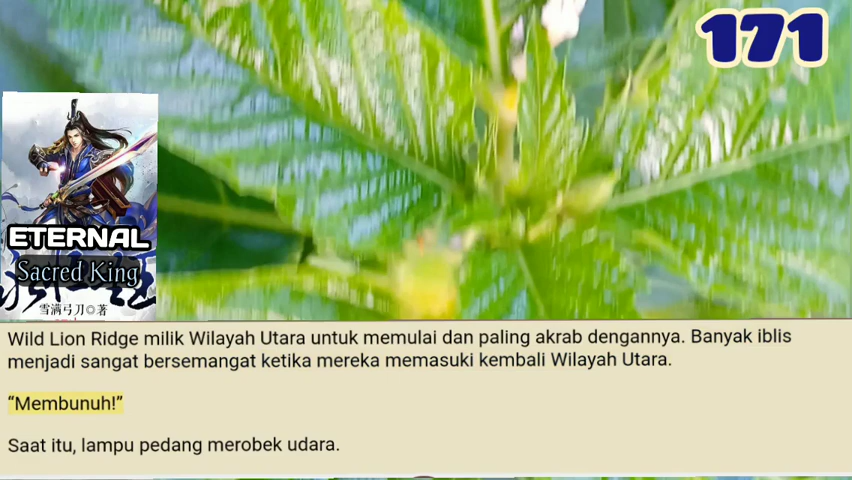 171
ETERNAL
Sacred King
雪满弓刀◎著
Wild Lion Ridge milik Wilayah Utara untuk memulai dan paling akrab dengannya. Banyak iblis
menjadi sangat bersemangat ketika mereka memasuki kembali Wilayah Utara.
“Membunuh!”
Saat itu, lampu pedang merobek udara.